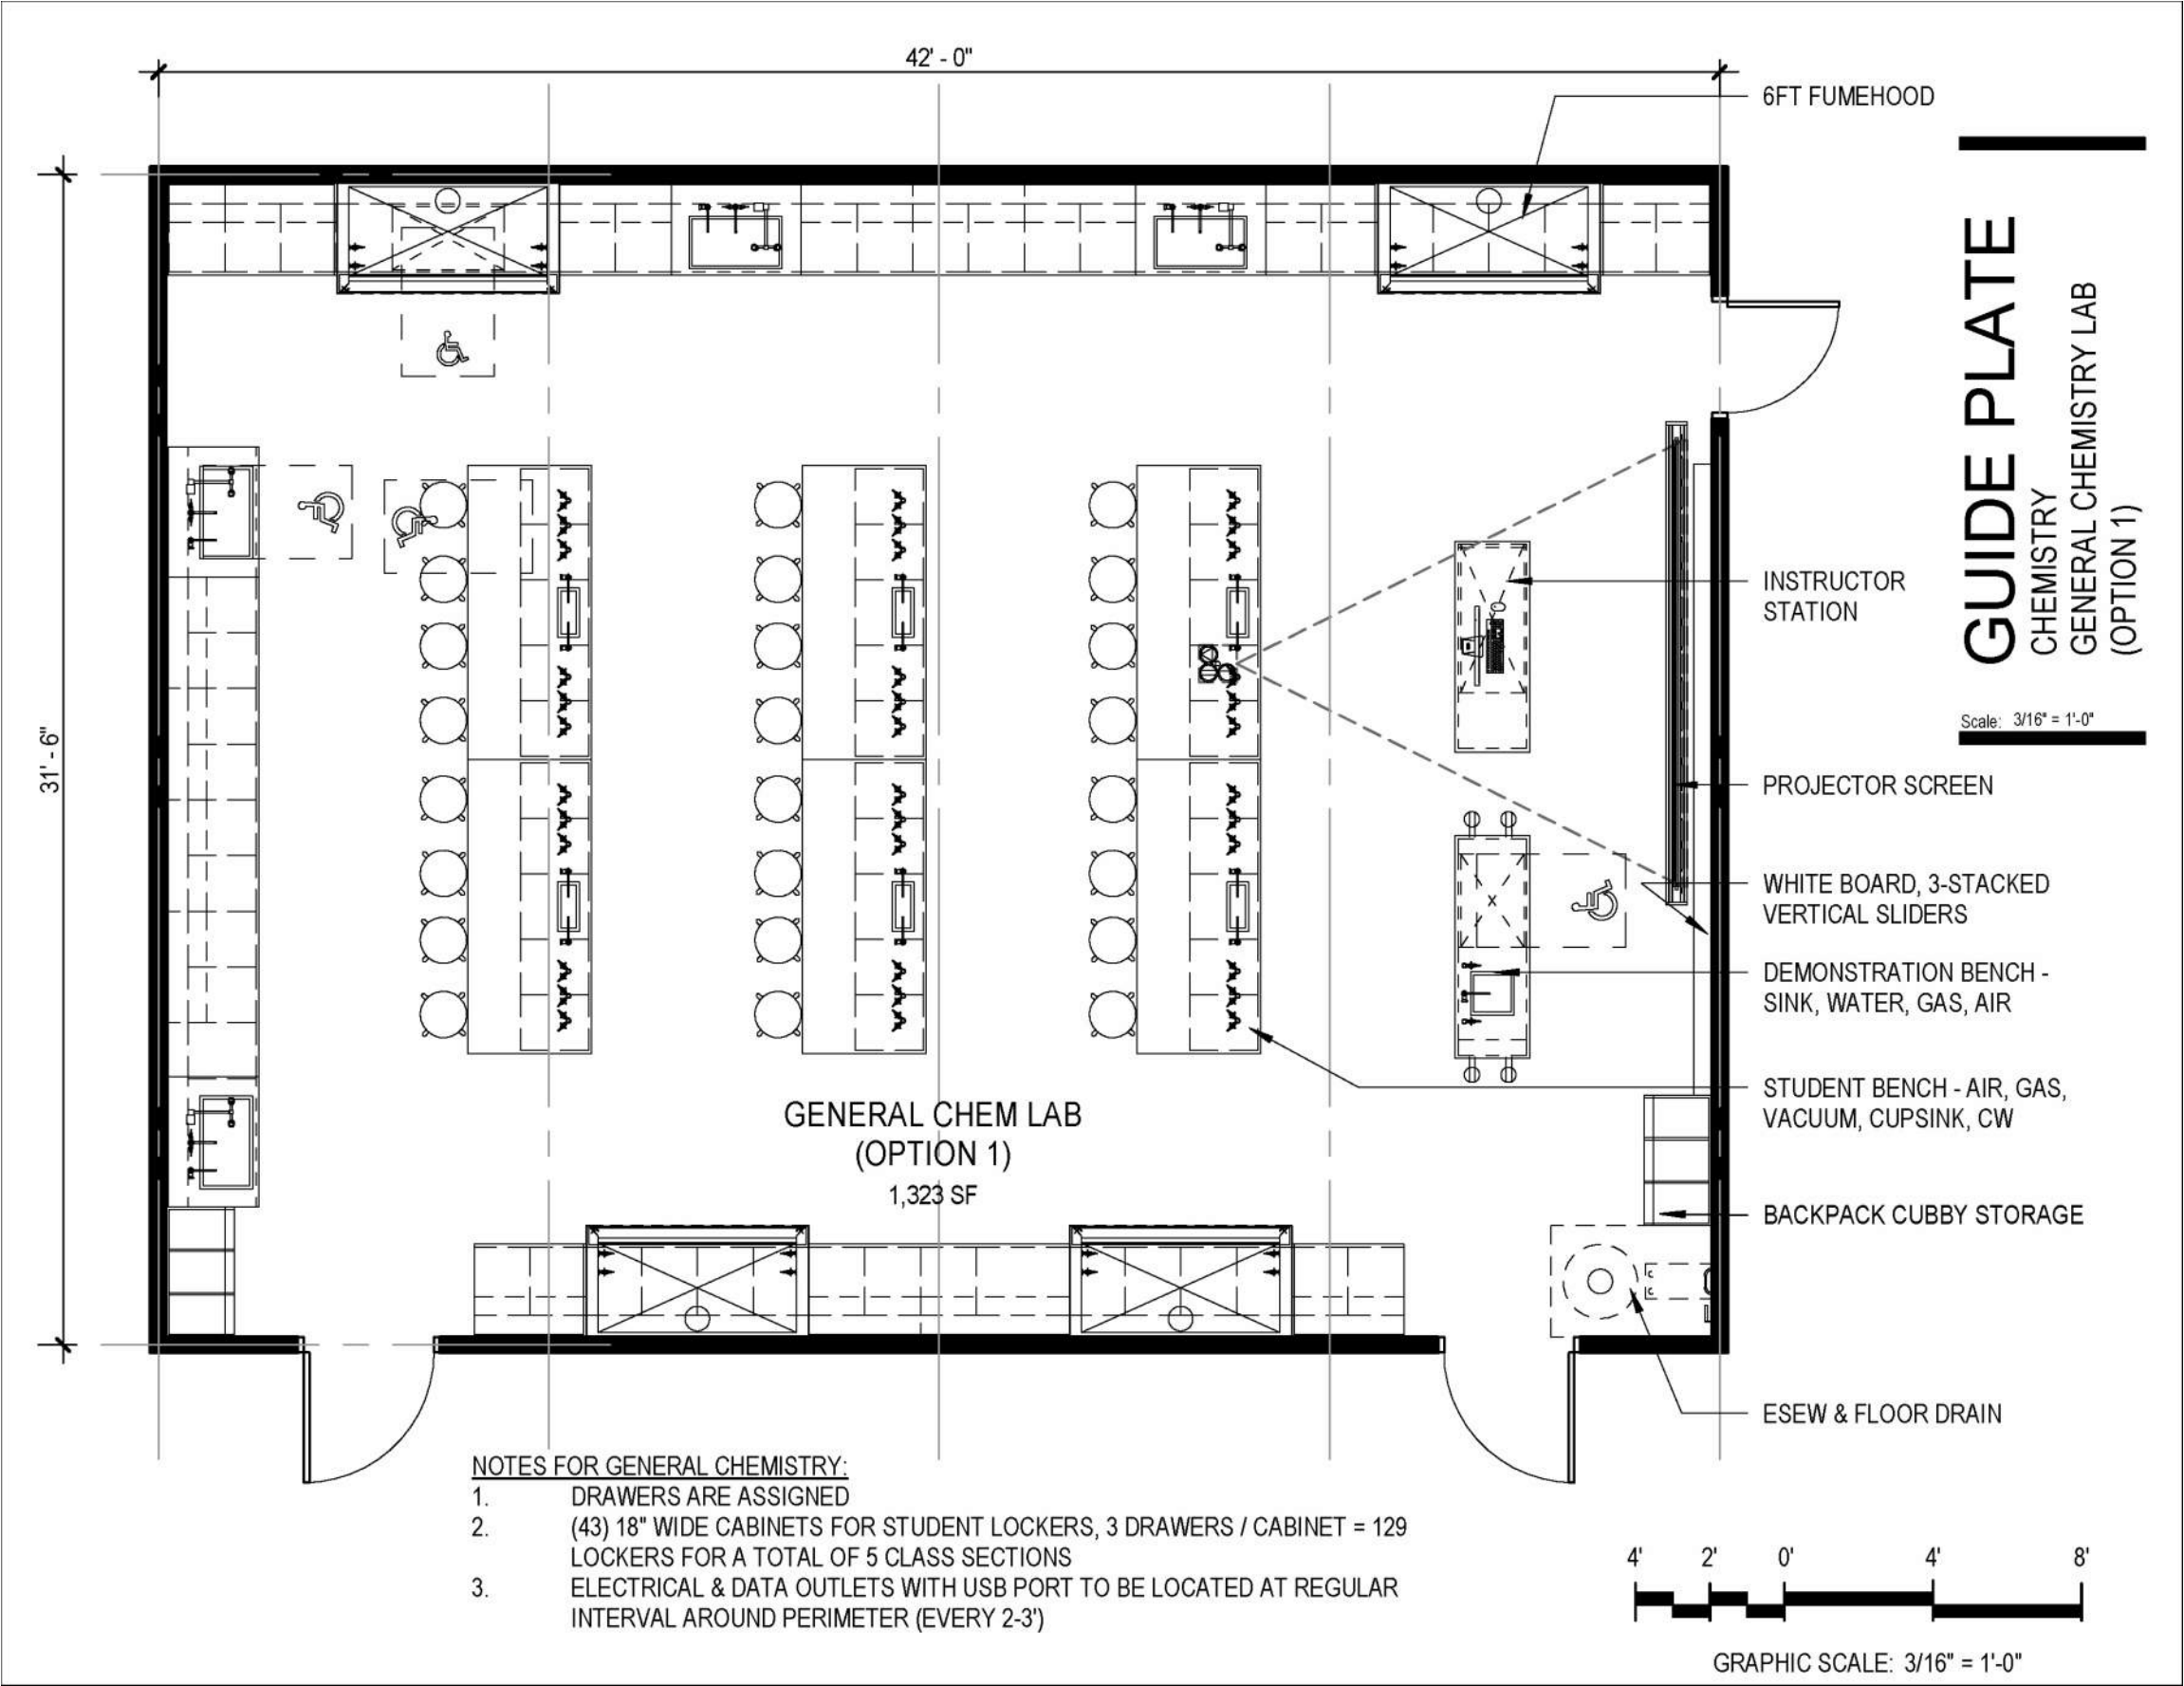 42' - 0"
6FT FUMEHOOD
31' - 6"
GUIDE PLATE
CHEMISTRY
GENERAL CHEMISTRY LAB
(OPTION 1)
Scale: 3/16" = 1'-0"
INSTRUCTOR
STATION
PROJECTOR SCREEN
WHITE BOARD, 3-STACKED
VERTICAL SLIDERS
DEMONSTRATION BENCH -
SINK, WATER, GAS, AIR
STUDENT BENCH - AIR, GAS,
VACUUM, CUPSINK, CW
BACKPACK CUBBY STORAGE
ESEW & FLOOR DRAIN
GENERAL CHEM LAB
(OPTION 1)
1,323 SF
NOTES FOR GENERAL CHEMISTRY:
1. DRAWERS ARE ASSIGNED
2. (43) 18" WIDE CABINETS FOR STUDENT LOCKERS, 3 DRAWERS / CABINET = 129
LOCKERS FOR A TOTAL OF 5 CLASS SECTIONS
3. ELECTRICAL & DATA OUTLETS WITH USB PORT TO BE LOCATED AT REGULAR
INTERVAL AROUND PERIMETER (EVERY 2-3')
4' 2' 0' 4' 8'
GRAPHIC SCALE: 3/16" = 1'-0"